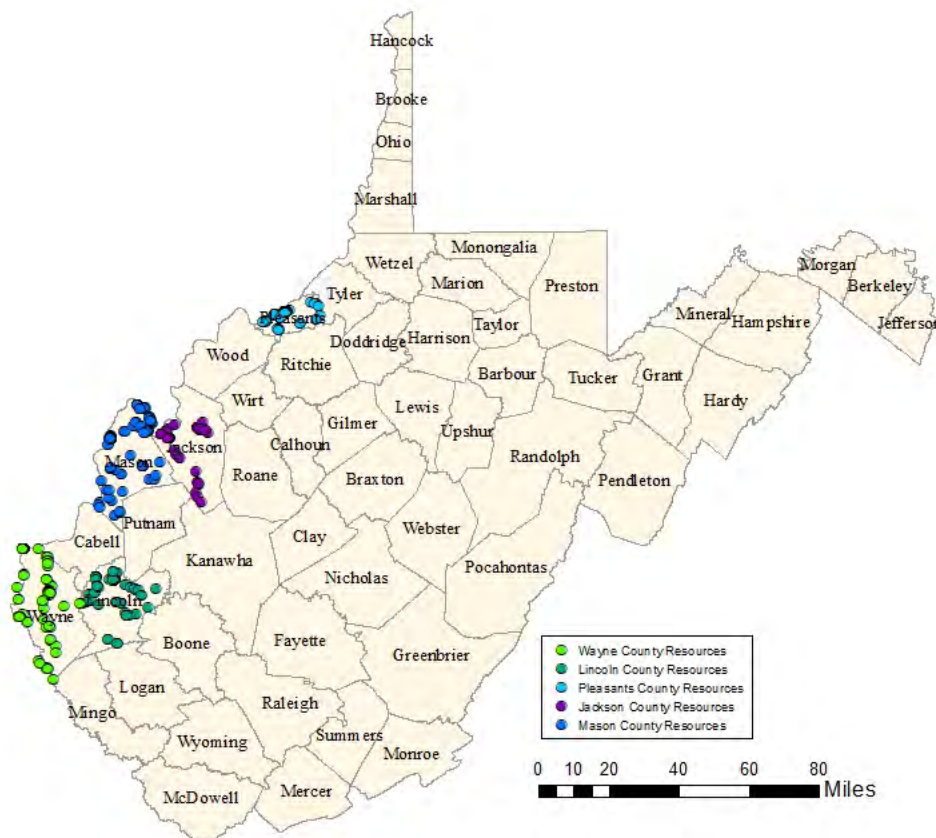 Hancock
Brooke
Ohio
Marshall
Wetzel
Monongalia
Marion
Preston
Tyler
Pleasants
Doddridge
Harrison
Taylor
Morgan
Berkeley
Jefferson
Mineral
Hampshire
Wood
Ritchie
Barbour
Tucker
Grant
Hardy
Wirt
Lewis
Gilmer
Upshur
Calhoun
Jackson
Mason
Roane
Randolph
Braxton
Pendleton
Putnam
Webster
Cabell
Clay
Kanawha
Pocahontas
Nicholas
Lincoln
Wayne
Boone
Fayette
Greenbrier
Logan
Raleigh
Mingo
Summers
Wyoming
Monroe
McDowell
Mercer
Wayne County Resources
Lincoln County Resources
Pleasants County Resources
Jackson County Resources
Mason County Resources
0 5 10 20 40 60 80
Miles